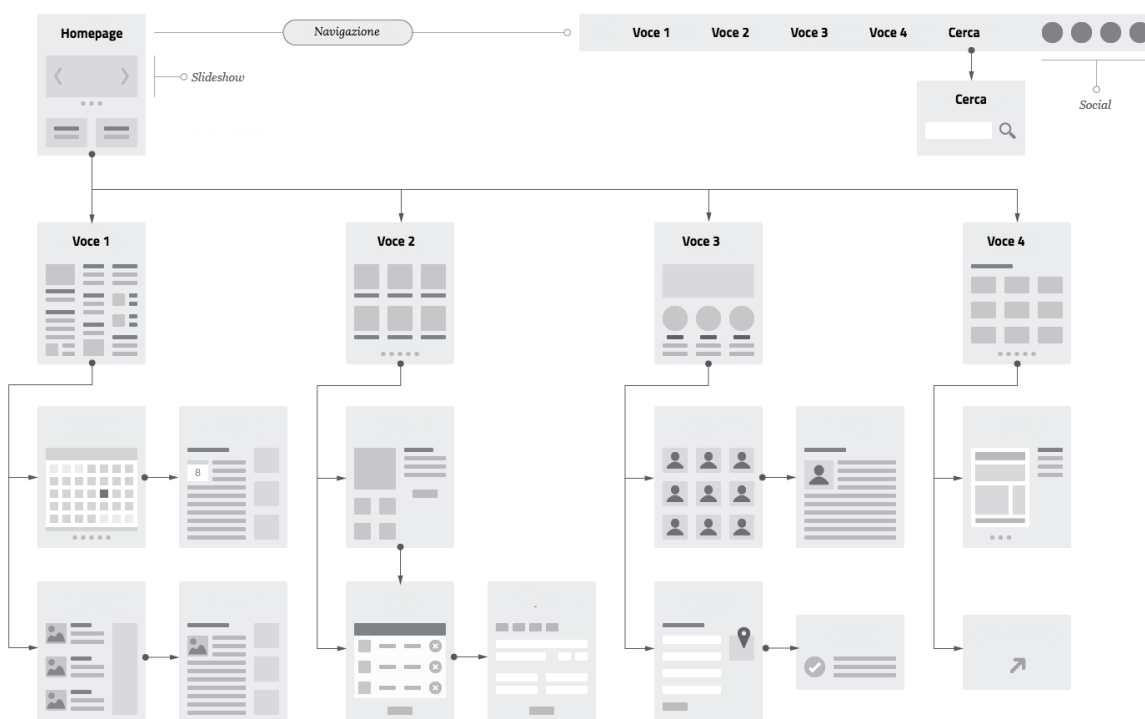 Homepage
Navigazione
Voce 1 Voce 2 Voce 3 Voce 4 Cerca
Slideshow
Cerca
Social
Voce 1 Voce 2 Voce 3 Voce 4
8